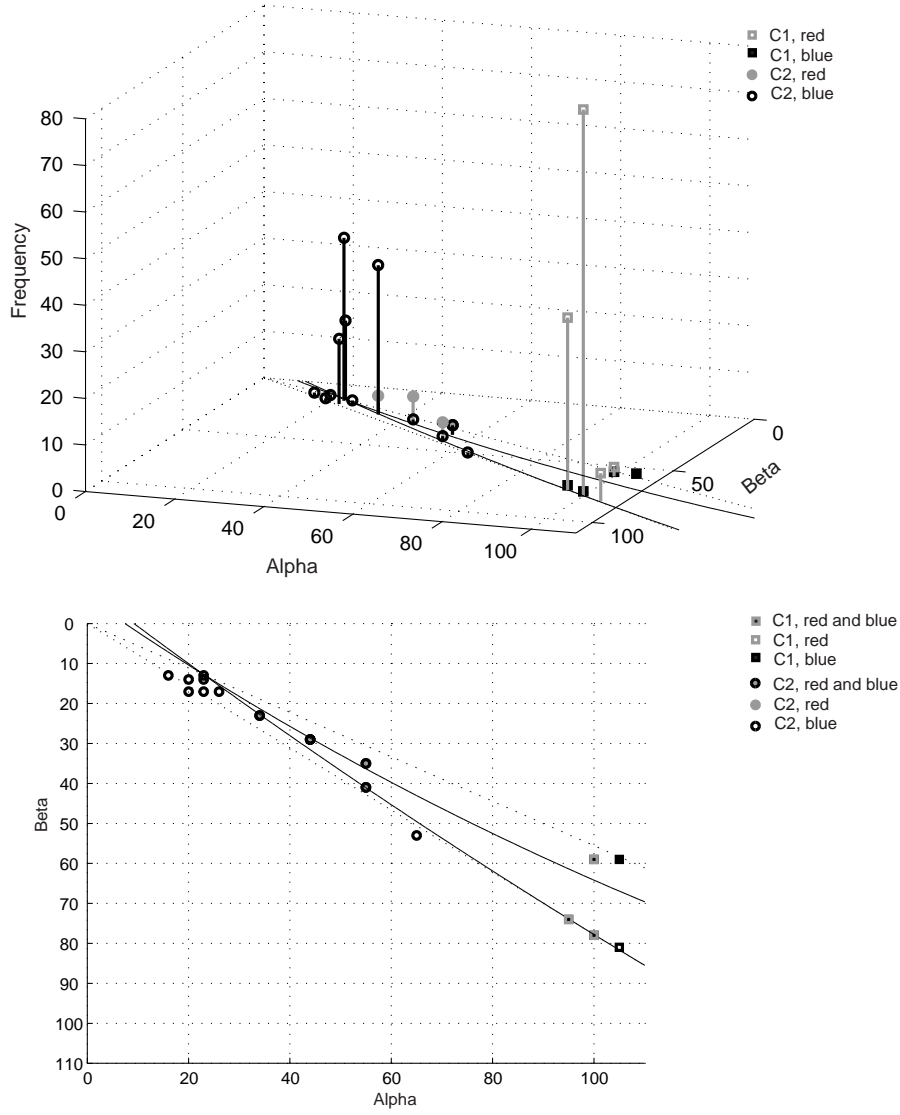 C1, red
C1, blue
C2, red
C2, blue
80
70
60
50
40
30
20
10
0
Frequency
0
20
40
60
80
100
Alpha
0
50
100
Beta
C1, red and blue
C1, red
C1, blue
C2, red and blue
C2, red
C2, blue
0
10
20
30
40
50
60
70
80
90
100
110
Beta
0
20
40
60
80
100
Alpha